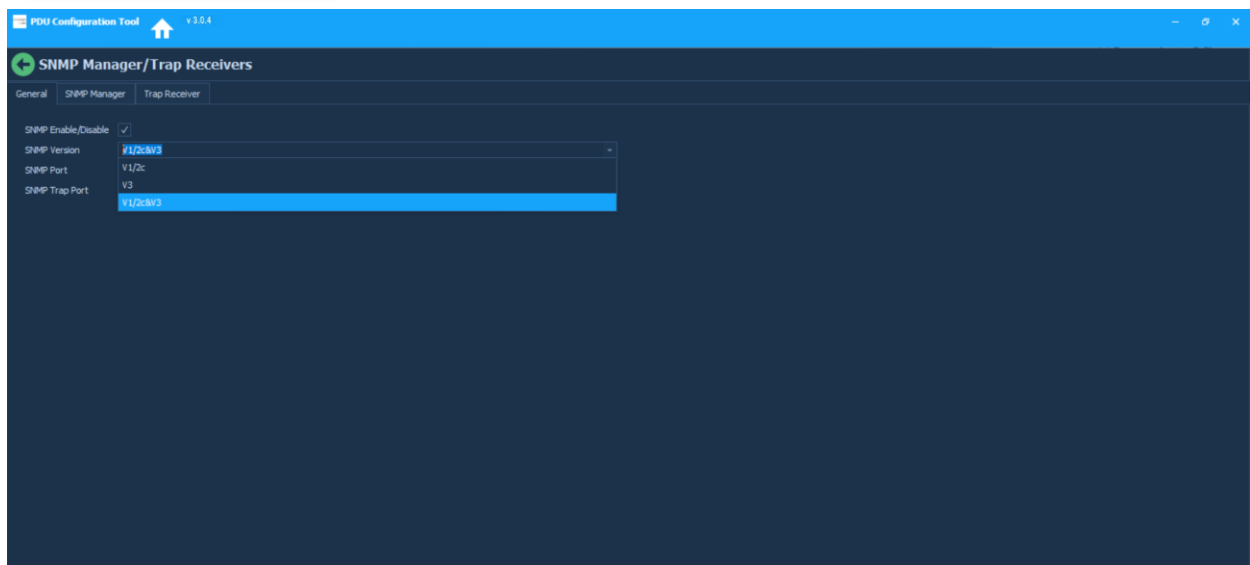 PDU Configuration Tool v 3.0.4
SNMP Manager/Trap Receivers
General SNMP Manager Trap Receiver
SNMP Enable/Disable
SNMP Version V1/2c&V3
SNMP Port V1/2c
V3
SNMP Trap Port
V1/2c&V3